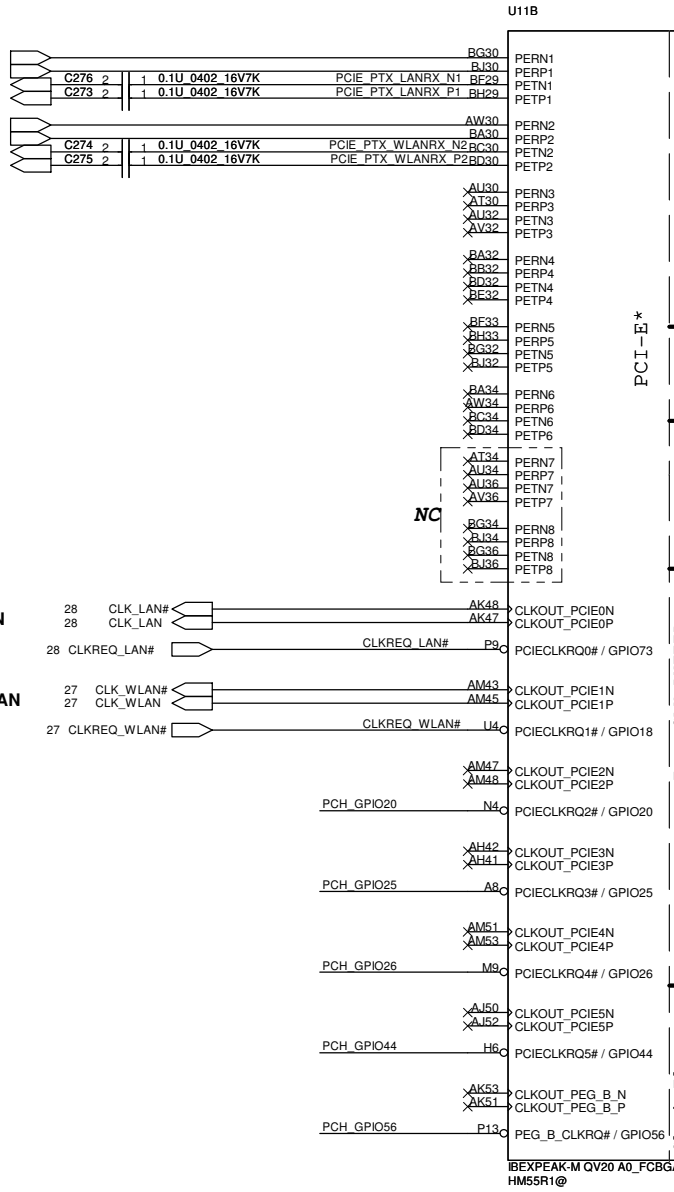 U11B
BG30 PERN1
BJ30 PERP1
C276 2 1 0.1U_0402_16V7K PCIE_PTX_LANRX_N1 BF29 PETN1
C273 2 1 0.1U_0402_16V7K PCIE_PTX_LANRX_P1 BH29 PETP1
AW30 PERN2
BA30 PERP2
C274 2 1 0.1U_0402_16V7K PCIE_PTX_WLANRX_N2 BC30 PETN2
C275 2 1 0.1U_0402_16V7K PCIE_PTX_WLANRX_P2 BD30 PETP2
AU30 PERN3
AT30 PERP3
AU32 PETN3
AV32 PETP3
BA32 PERN4
BB32 PERP4
BD32 PETN4
BE32 PETP4
PCI-E*
BF33 PERN5
BH33 PERP5
BG32 PETN5
BJ32 PETP5
BA34 PERN6
AW34 PERP6
BC34 PETN6
BD34 PETP6
AT34 PERN7
AU34 PERP7
AU36 PETN7
AV36 PETP7
NC
BG34 PERN8
BJ34 PERP8
BG36 PETN8
BJ36 PETP8
28 CLK_LAN# AK48 CLKOUT_PCIE0N
N
28 CLK_LAN AK47 CLKOUT_PCIE0P
28 CLKREQ_LAN# CLKREQ_LAN# P9 PCIECLKRQ0# / GPIO73
27 CLK_WLAN# AM43 CLKOUT_PCIE1N
AN
27 CLK_WLAN AM45 CLKOUT_PCIE1P
27 CLKREQ_WLAN# CLKREQ_WLAN# U4 PCIECLKRQ1# / GPIO18
AM47 CLKOUT_PCIE2N
AM48 CLKOUT_PCIE2P
PCH_GPIO20 N4 PCIECLKRQ2# / GPIO20
AH42 CLKOUT_PCIE3N
AH41 CLKOUT_PCIE3P
PCH_GPIO25 A8 PCIECLKRQ3# / GPIO25
AM51 CLKOUT_PCIE4N
AM53 CLKOUT_PCIE4P
PCH_GPIO26 M9 PCIECLKRQ4# / GPIO26
AJ50 CLKOUT_PCIE5N
AJ52 CLKOUT_PCIE5P
PCH_GPIO44 H6 PCIECLKRQ5# / GPIO44
AK53 CLKOUT_PEG_B_N
AK51 CLKOUT_PEG_B_P
PCH_GPIO56 P13 PEG_B_CLKRQ# / GPIO56
IBEXPEAK-M QV20 A0_FCBGA
HM55R1@